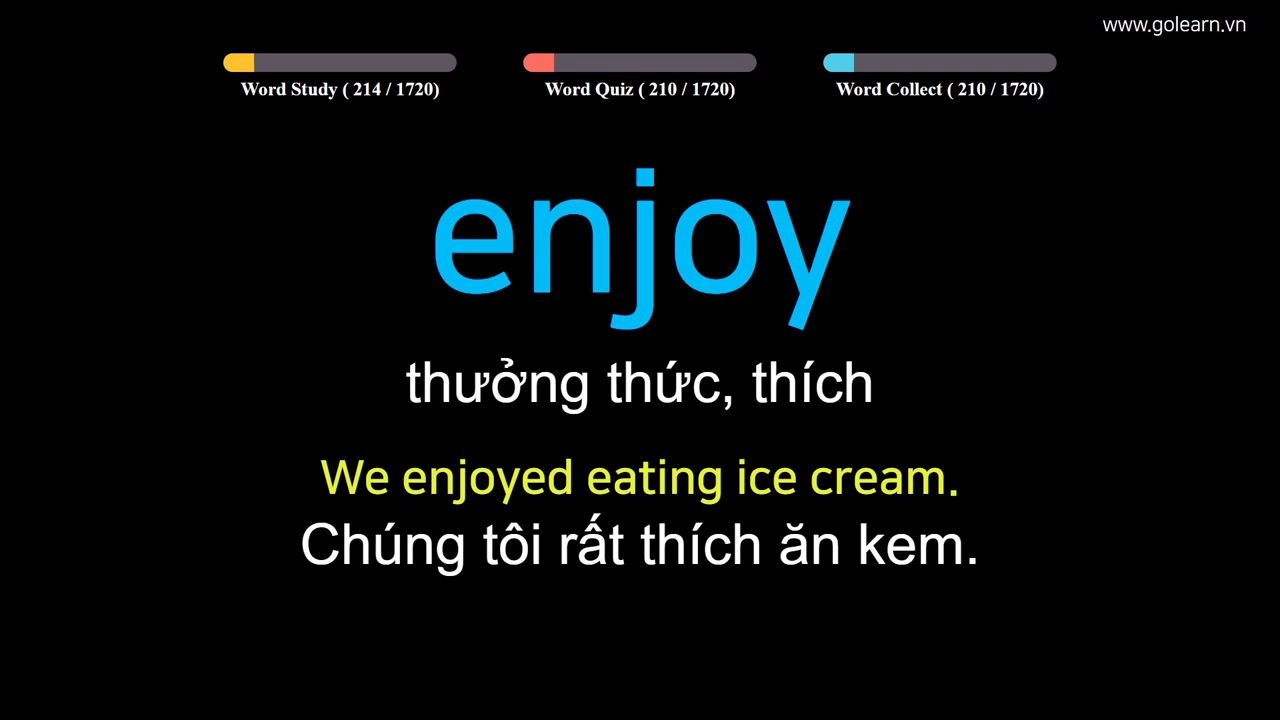 www.golearn.vn
Word Study ( 214 / 1720)
Word Quiz ( 210 / 1720)
Word Collect ( 210 / 1720)
enjoy
thưởng thức, thích
We enjoyed eating ice cream.
Chúng tôi rất thích ăn kem.